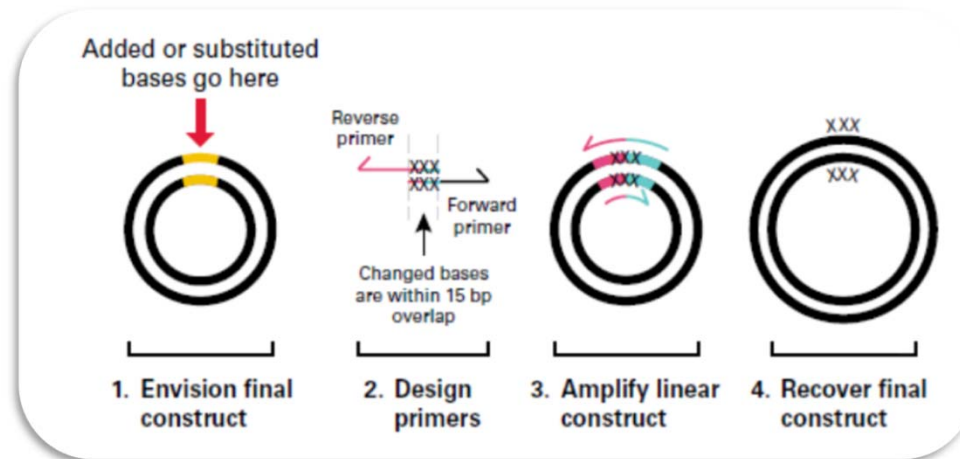 Added or substituted
bases go here
Reverse
primer
XXX
XXX
Forward
primer
Changed bases
are within 15 bp
overlap
XXX
XXX
XXX
XXX
1. Envision final
construct
2. Design
primers
3. Amplify linear
construct
4. Recover final
construct